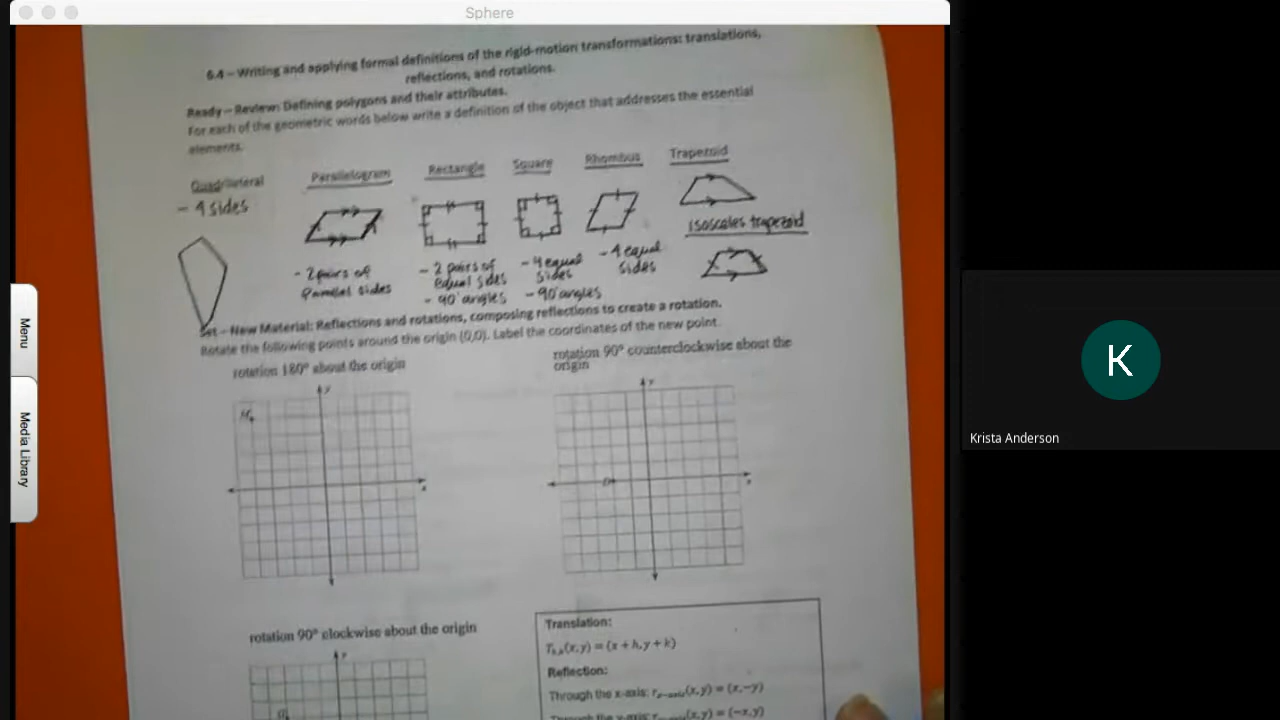 Sphere
6.4 – Writing and applying formal definitions of the rigid-motion transformations: translations,
reflections, and rotations.
Ready – Review: Defining polygons and their attributes.
For each of the geometric words below write a definition of the object that addresses the essential
elements.
Quadrilateral Parallelogram Rectangle Square Rhombus Trapezoid
- 4 sides
isoscales trapezoid
- 2 pairs of
Parallel sides
- 2 pairs of
equal sides
- 90° angles
- 4 equal
sides
- 90° angles
- 4 equal
sides
Set – New Material: Reflections and rotations, composing reflections to create a rotation.
Rotate the following points around the origin (0,0). Label the coordinates of the new point.
rotation 180° about the origin
rotation 90° counterclockwise about the
origin
y
x
y
x
rotation 90° clockwise about the origin
y
Translation:
T h,k (x, y) = (x + h, y + k)
Reflection:
Through the x-axis: r x-axis (x, y) = (x, −y)
Through the y-axis: r y-axis (x, y) = (−x, y)
Menu
Media Library
K
Krista Anderson